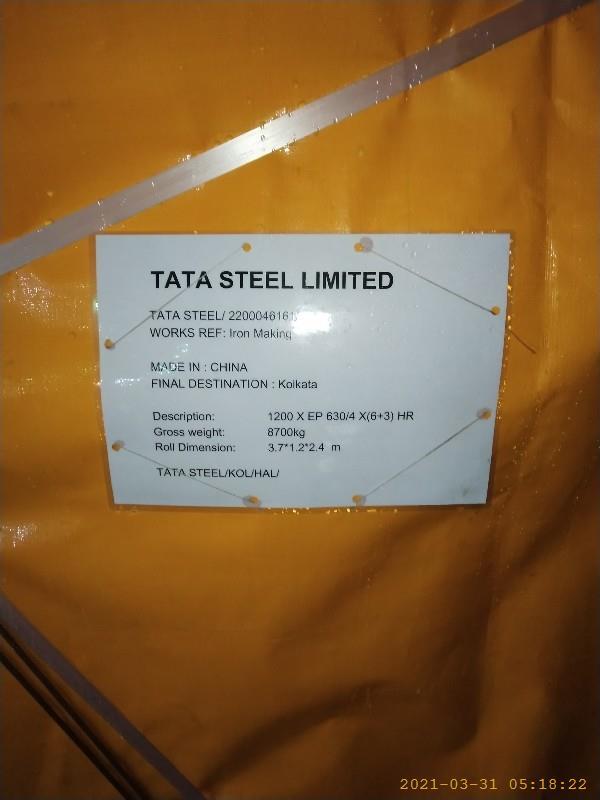 TATA STEEL LIMITED
TATA STEEL/ 2200046161
WORKS REF: Iron Making
MADE IN : CHINA
FINAL DESTINATION : Kolkata
Description: 1200 X EP 630/4 X(6+3) HR
Gross weight: 8700kg
Roll Dimension: 3.7*1.2*2.4 m
TATA STEEL/KOL/HAL/
2021-03-31 05:18:22